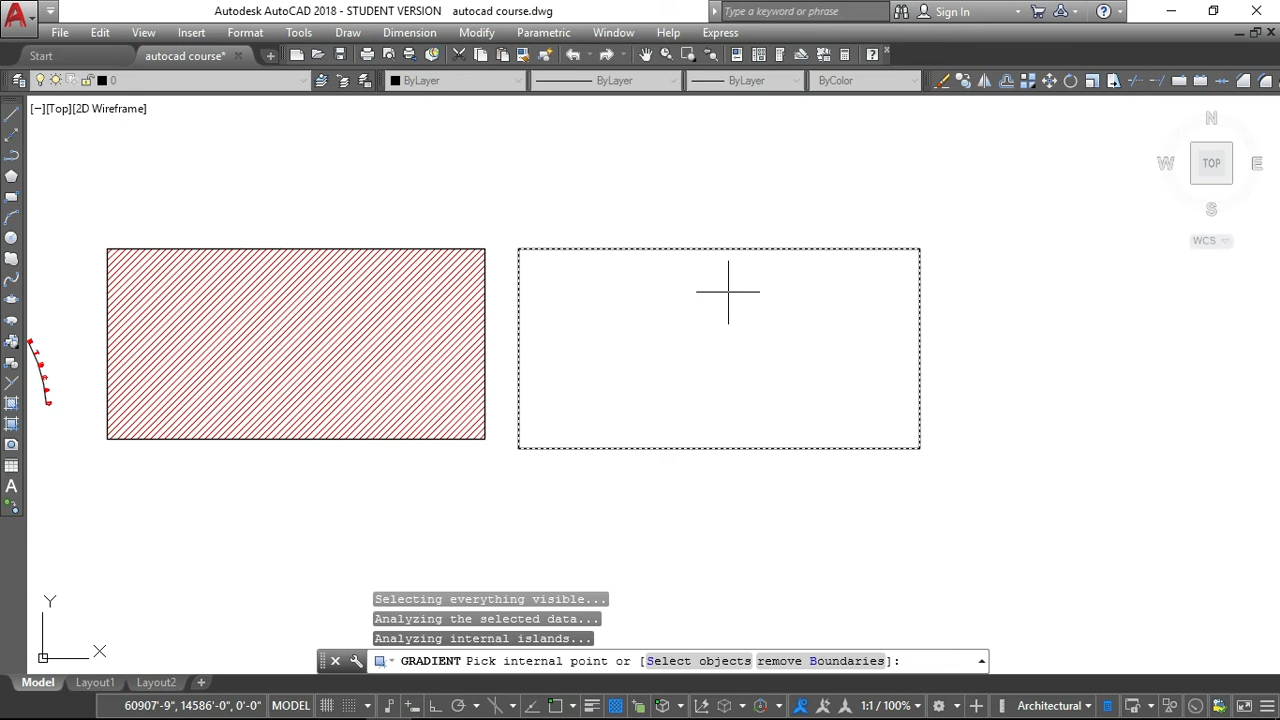 Autodesk AutoCAD 2018 - STUDENT VERSION autocad course.dwg
Type a keyword or phrase
Sign In
File Edit View Insert Format Tools Draw Dimension Modify Parametric Window Help Express
Start
autocad course*
0
ByLayer
ByLayer
ByLayer
ByColor
[−][Top][2D Wireframe]
N
W
TOP
E
S
WCS
Y
X
Selecting everything visible...
Analyzing the selected data...
Analyzing internal islands...
GRADIENT Pick internal point or [Select objects remove Boundaries]:
Model Layout1 Layout2
60907'-9", 14586'-0", 0'-0"
MODEL
1:1 / 100%
Architectural